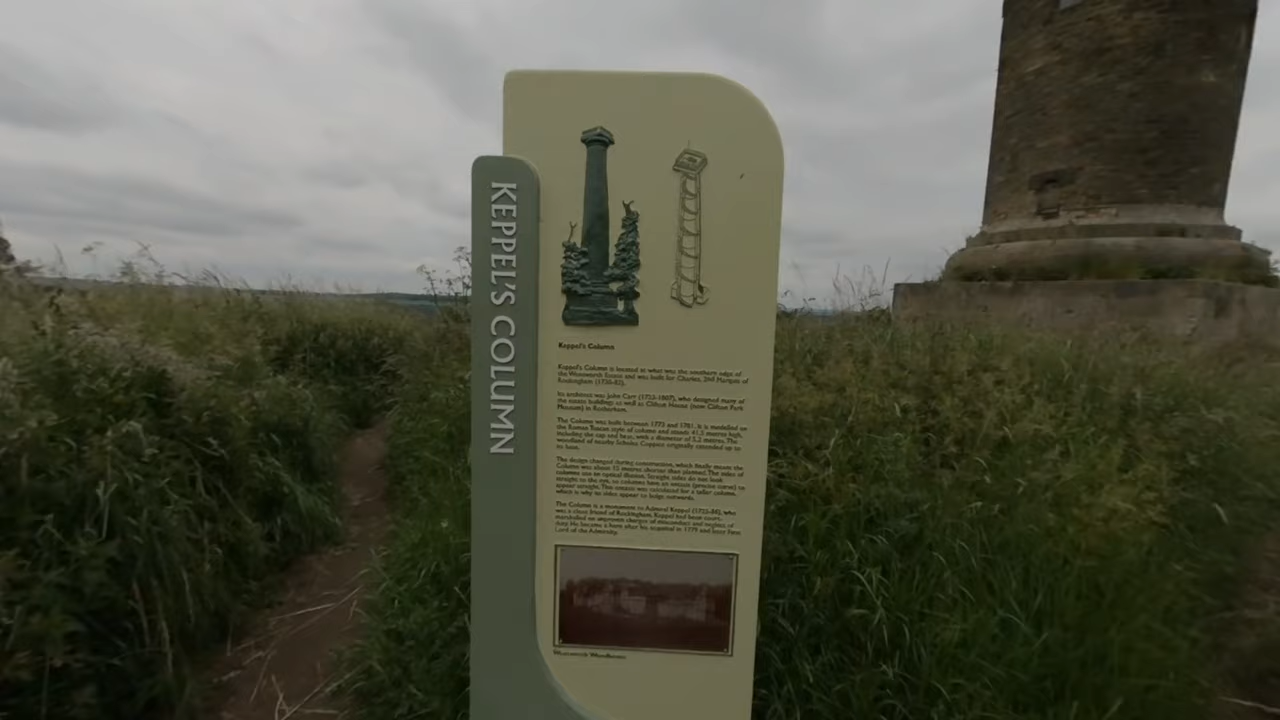 KEPPEL'S COLUMN
Keppel's Column
Keppel's Column is located at what was the southern edge of
the Wentworth Estate and was built for Charles, 2nd Marquis of
Rockingham (1730-82).
Its architect was John Carr (1723-1807), who designed many of
the estate buildings as well as Clifton House (now Clifton Park
Museum) in Rotherham.
The Column was built between 1773 and 1781. It is modelled on
the Roman Tuscan style of column and stands 41.5 metres high,
including the cap and base, with a diameter of 5.2 metres. The
woodland of nearby Scholes Coppice originally extended up to
its base.
The design changed during construction, which finally meant the
Column was about 12 metres shorter than planned. The sides of
columns use an optical illusion. Straight sides do not look
straight to the eye, so columns have an entasis (precise curve) to
appear straight. This entasis was calculated for a taller column,
which is why its sides appear to bulge outwards.
The Column is a monument to Admiral Keppel (1725-86), who
was a close friend of Rockingham. Keppel had been court-
marshalled on unproven charges of misconduct and neglect of
duty. He became a hero after his acquittal in 1779 and later First
Lord of the Admiralty.
Wentworth Woodhouse